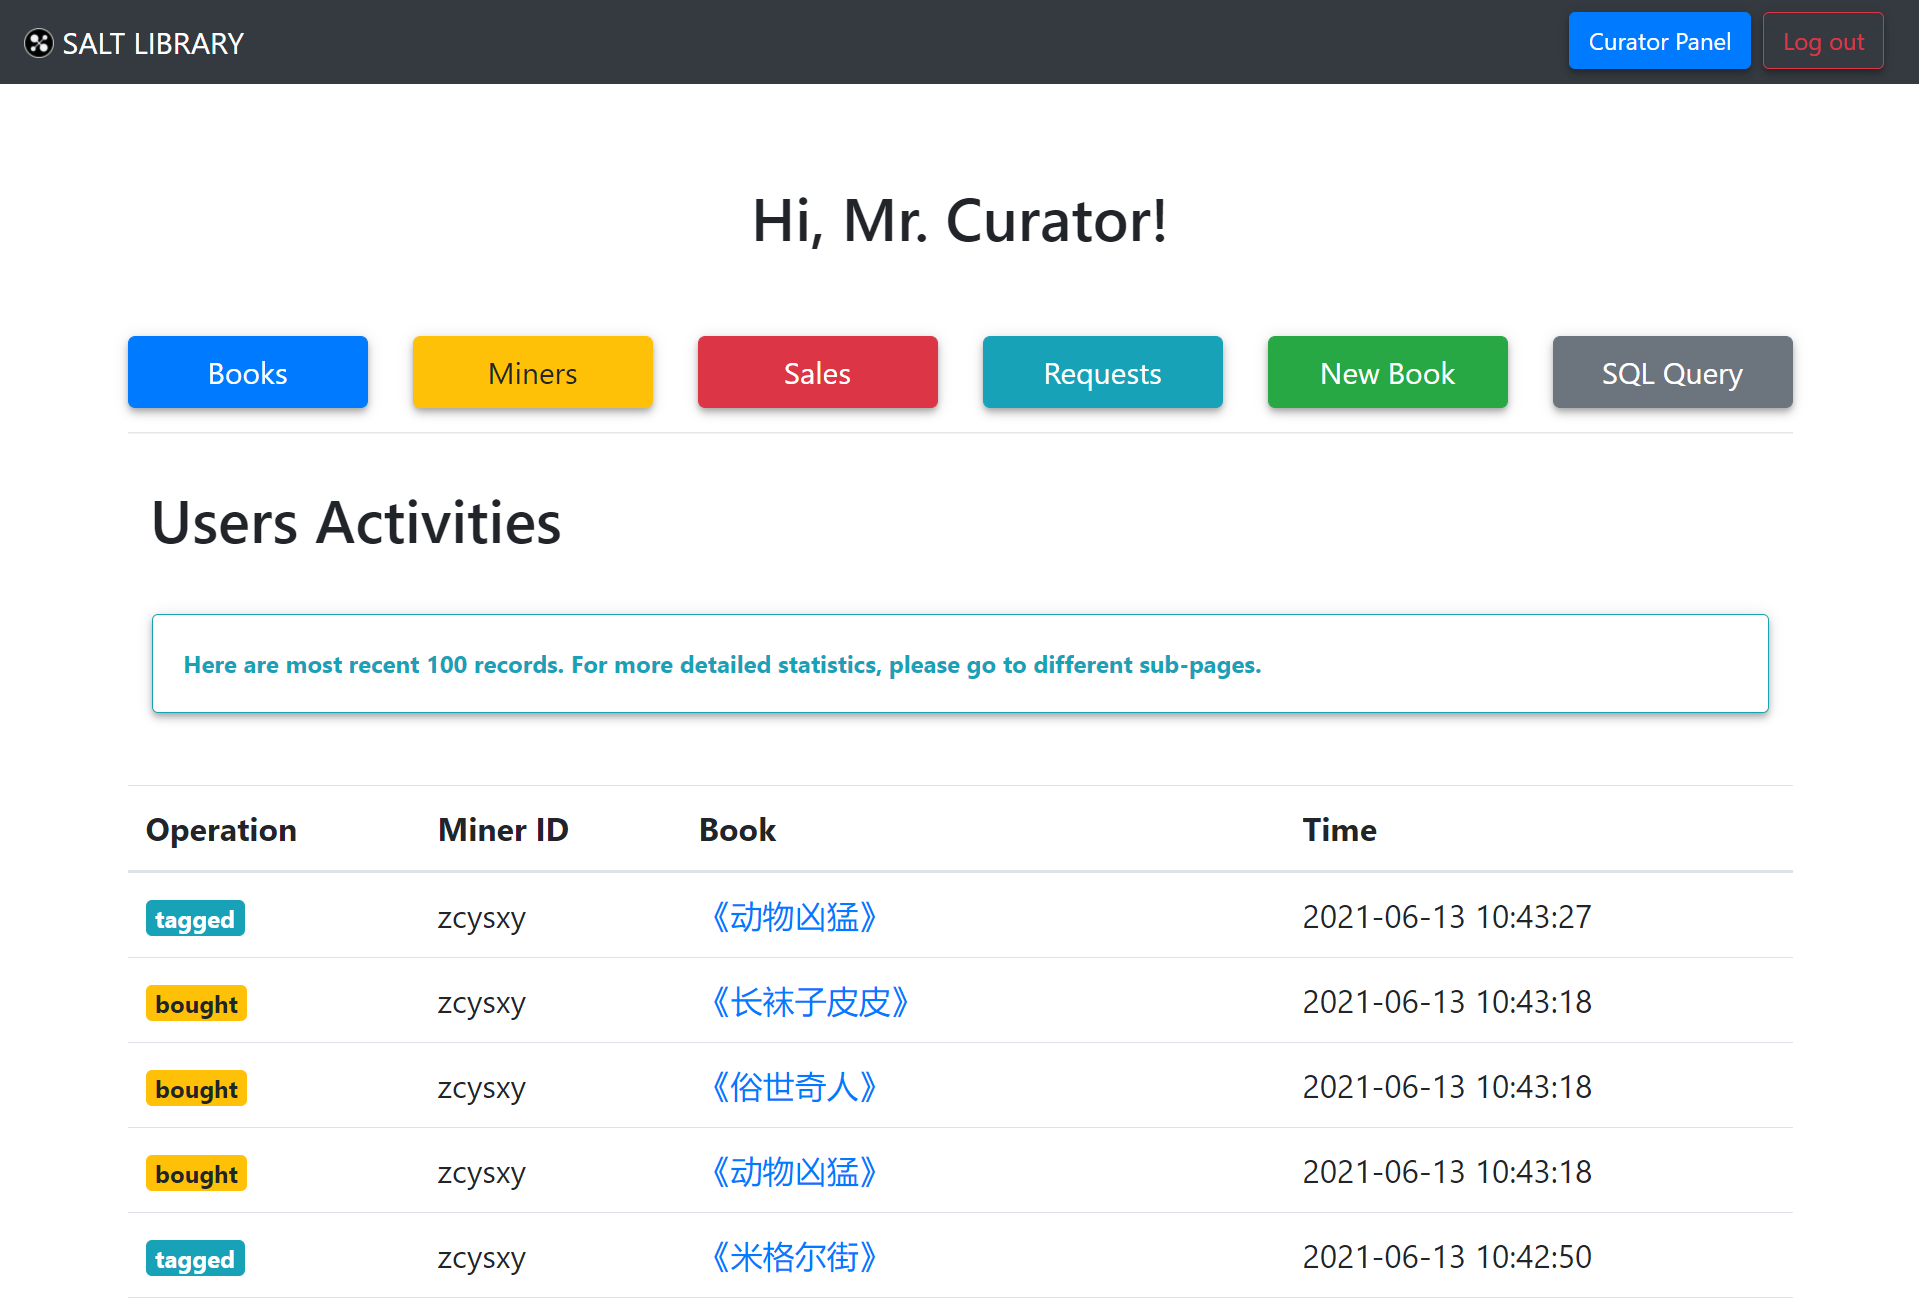 SALT LIBRARY Curator Panel Log out
Hi, Mr. Curator!
Books Miners Sales Requests New Book SQL Query
Users Activities
Here are most recent 100 records. For more detailed statistics, please go to different sub-pages.
Operation Miner ID Book Time
tagged zcysxy 《动物凶猛》 2021-06-13 10:43:27
bought zcysxy 《长袜子皮皮》 2021-06-13 10:43:18
bought zcysxy 《俗世奇人》 2021-06-13 10:43:18
bought zcysxy 《动物凶猛》 2021-06-13 10:43:18
tagged zcysxy 《米格尔街》 2021-06-13 10:42:50